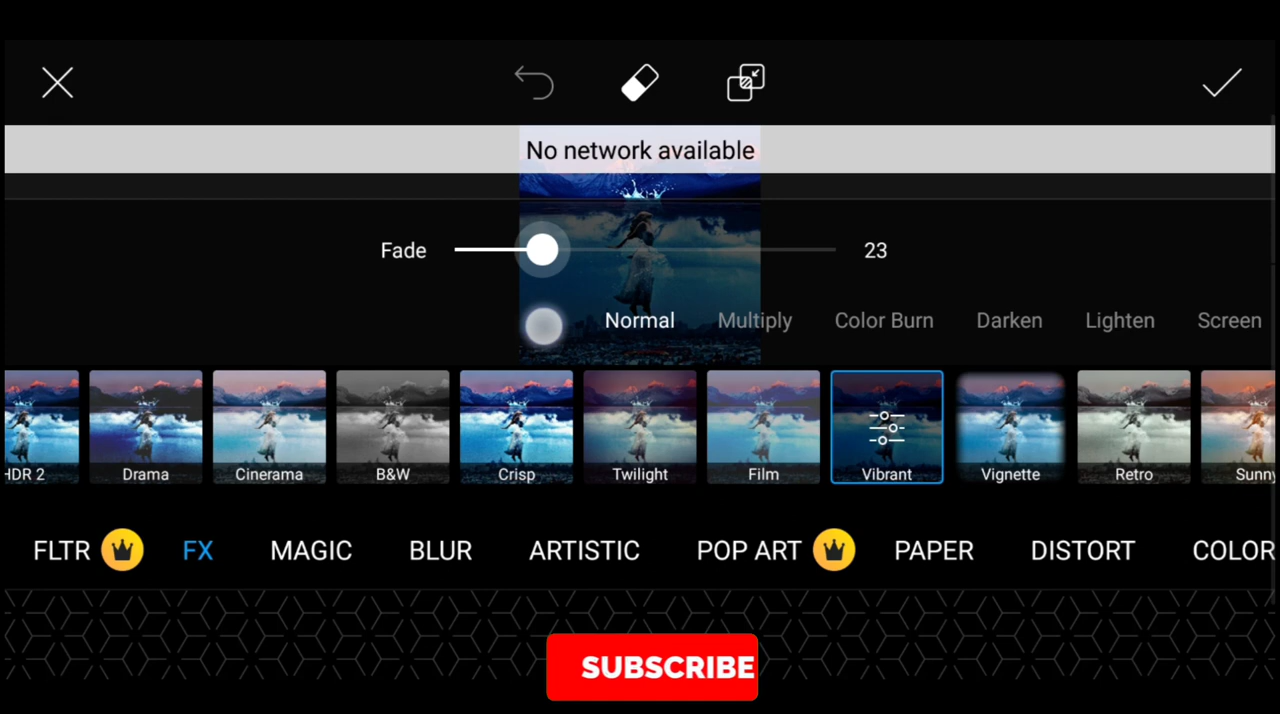 No network available
Fade 23
Normal Multiply Color Burn Darken Lighten Screen
HDR 2 Drama Cinerama B&W Crisp Twilight Film Vibrant Vignette Retro Sunny
FLTR FX MAGIC BLUR ARTISTIC POP ART PAPER DISTORT COLOR
SUBSCRIBE